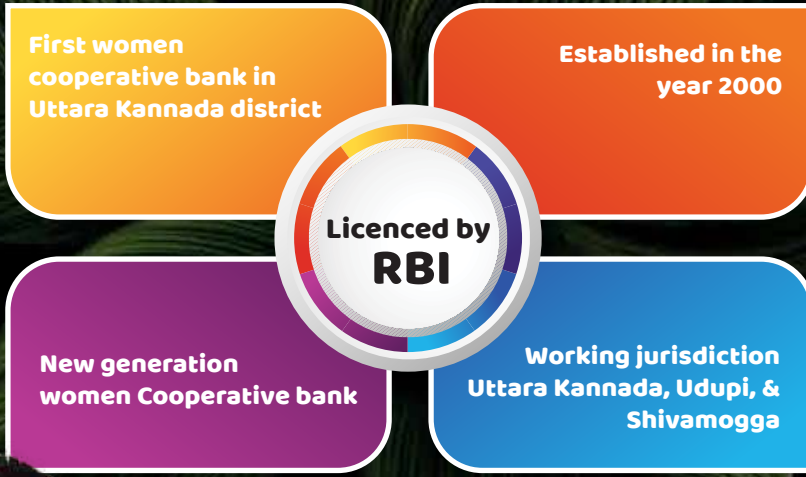 First women
cooperative bank in
Uttara Kannada district
Established in the
year 2000
Licenced by
RBI
New generation
women Cooperative bank
Working jurisdiction
Uttara Kannada, Udupi, &
Shivamogga